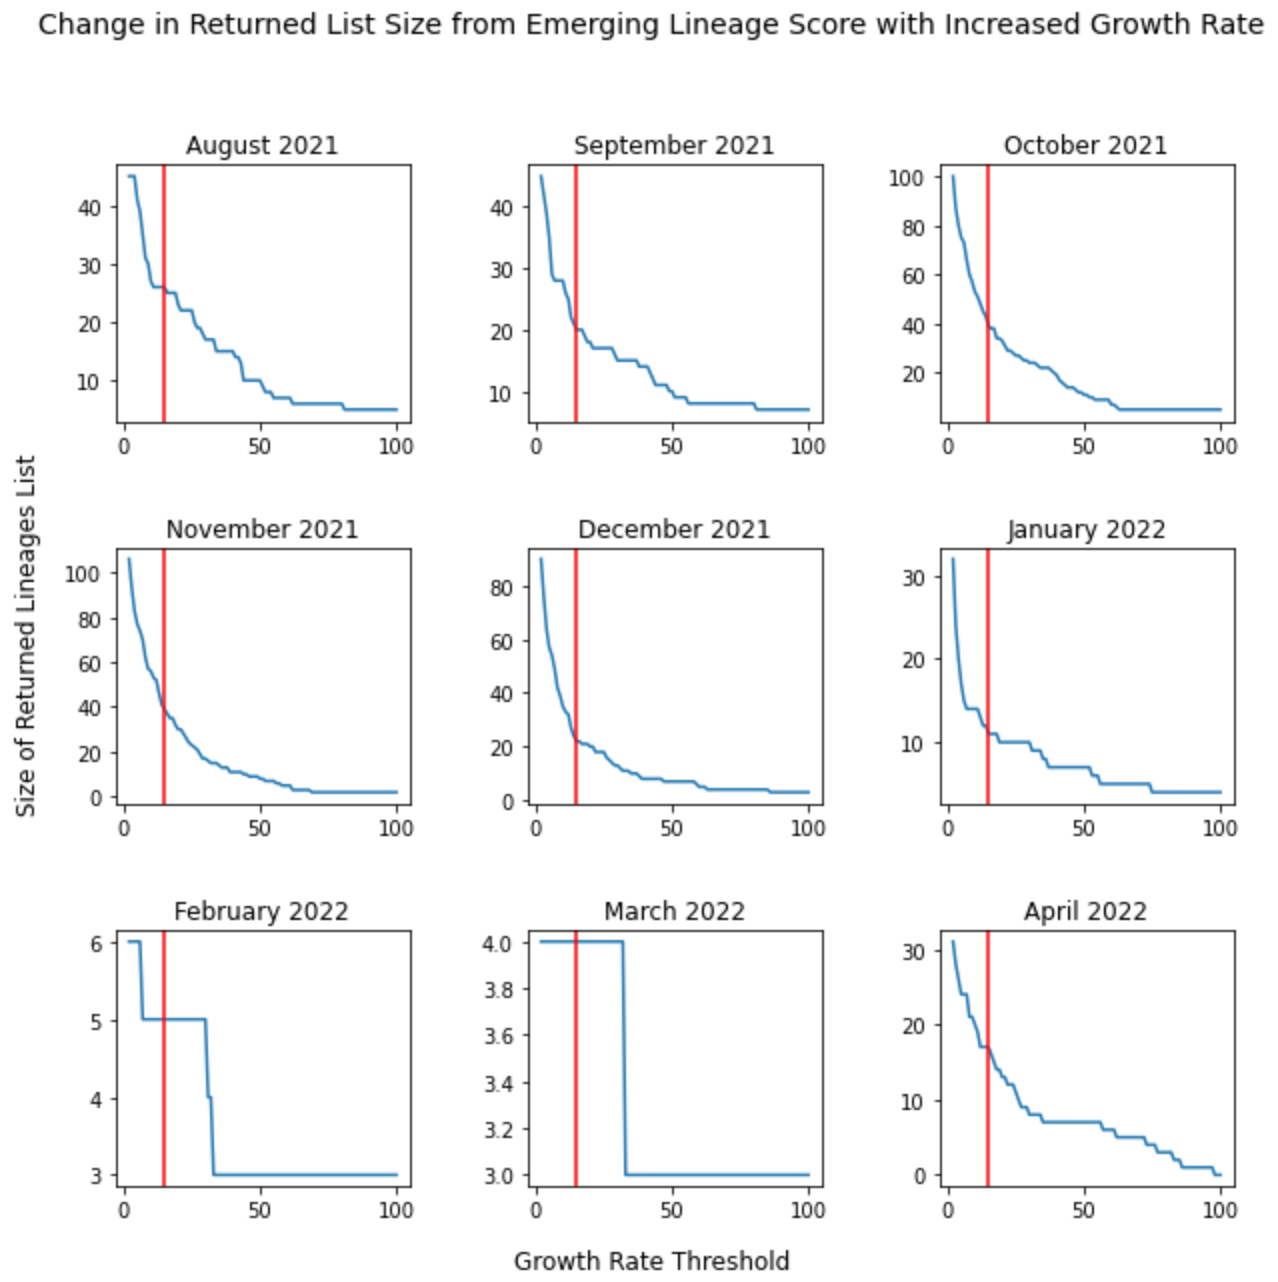 Change in Returned List Size from Emerging Lineage Score with Increased Growth Rate
August 2021
40
30
20
10
0 50 100
September 2021
40
30
20
10
0 50 100
October 2021
100
80
60
40
20
0 50 100
Size of Returned Lineages List
November 2021
100
80
60
40
20
0
0 50 100
December 2021
80
60
40
20
0
0 50 100
January 2022
30
20
10
0 50 100
February 2022
6
5
4
3
0 50 100
March 2022
4.0
3.8
3.6
3.4
3.2
3.0
0 50 100
April 2022
30
20
10
0
0 50 100
Growth Rate Threshold